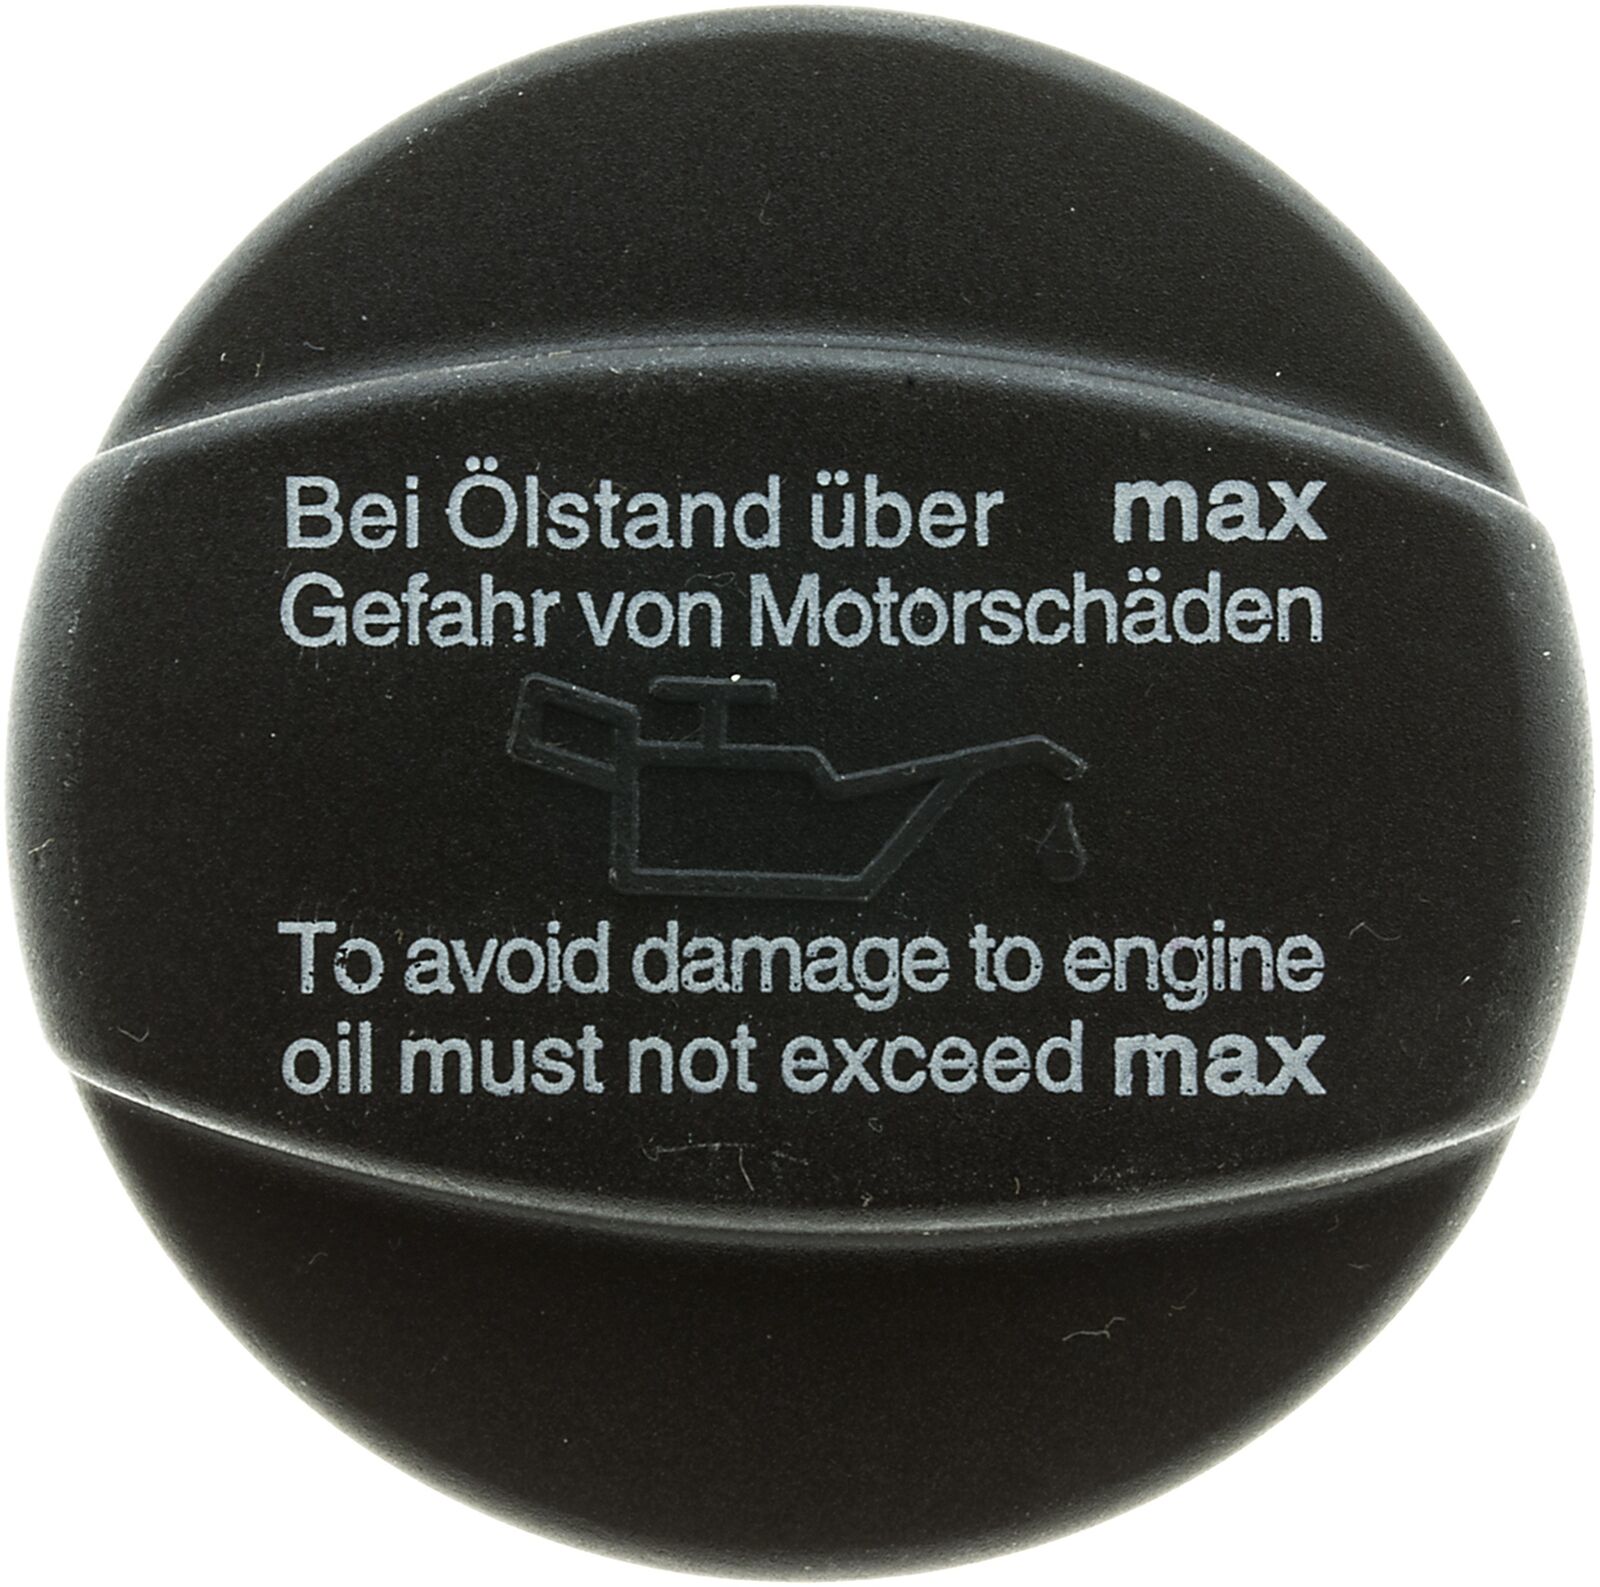 Bei Ölstand über max
Gefahr von Motorschäden
To avoid damage to engine
oil must not exceed max